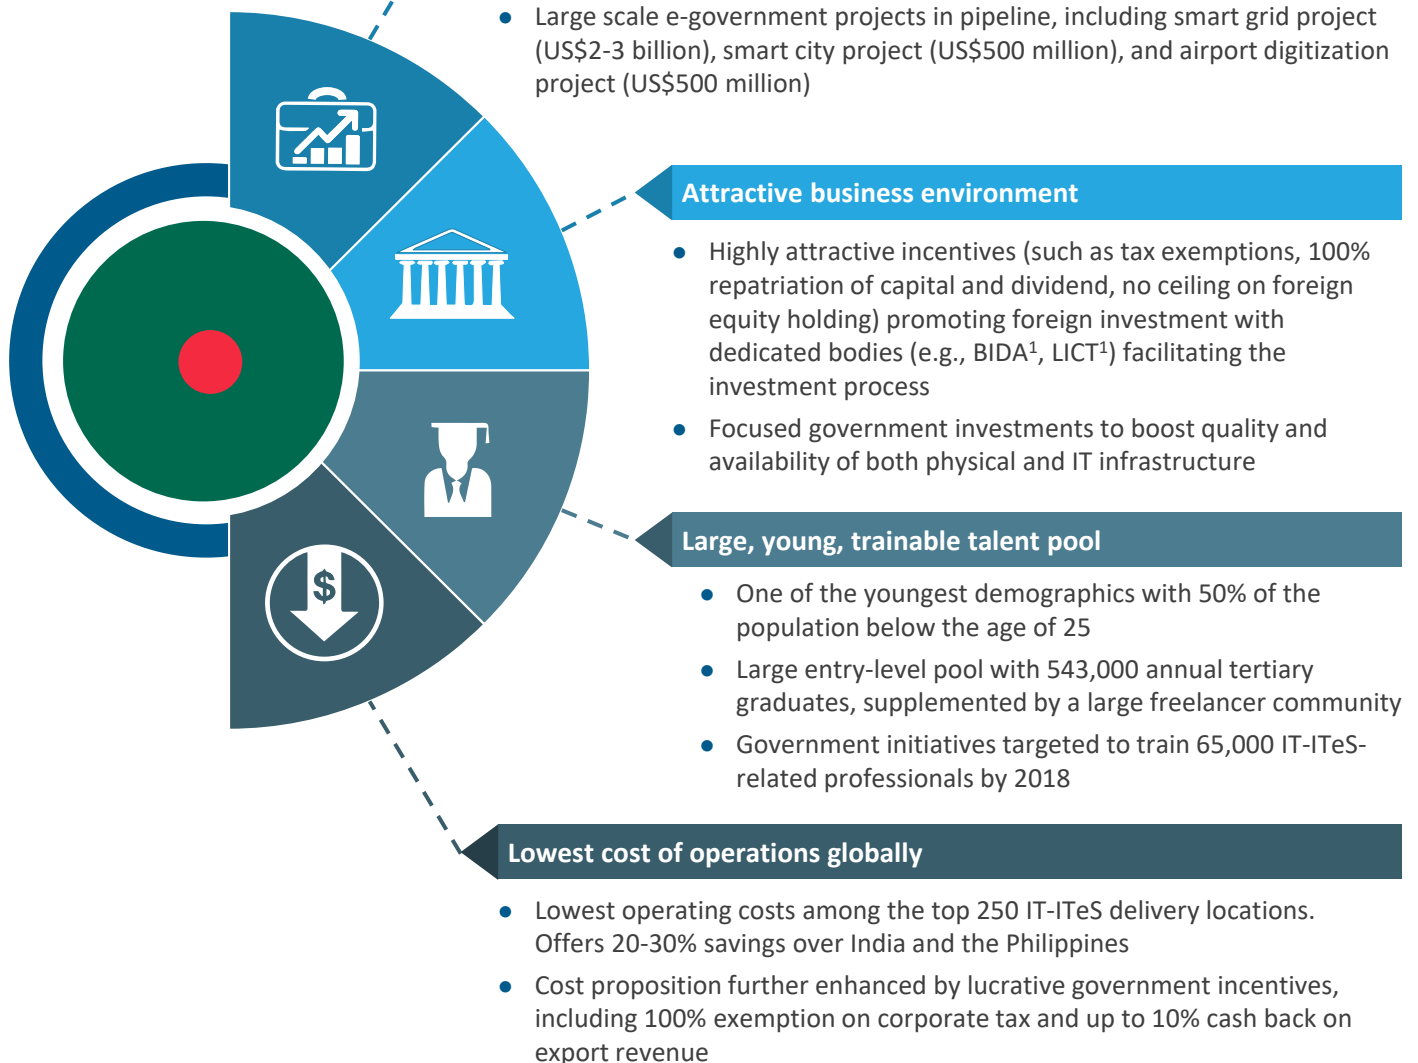 ● Large scale e-government projects in pipeline, including smart grid project
(US$2-3 billion), smart city project (US$500 million), and airport digitization
project (US$500 million)
Attractive business environment
● Highly attractive incentives (such as tax exemptions, 100%
repatriation of capital and dividend, no ceiling on foreign
equity holding) promoting foreign investment with
dedicated bodies (e.g., BIDA¹, LICT¹) facilitating the
investment process
● Focused government investments to boost quality and
availability of both physical and IT infrastructure
Large, young, trainable talent pool
● One of the youngest demographics with 50% of the
population below the age of 25
● Large entry-level pool with 543,000 annual tertiary
graduates, supplemented by a large freelancer community
● Government initiatives targeted to train 65,000 IT-ITeS-
related professionals by 2018
$
Lowest cost of operations globally
● Lowest operating costs among the top 250 IT-ITeS delivery locations.
Offers 20-30% savings over India and the Philippines
● Cost proposition further enhanced by lucrative government incentives,
including 100% exemption on corporate tax and up to 10% cash back on
export revenue